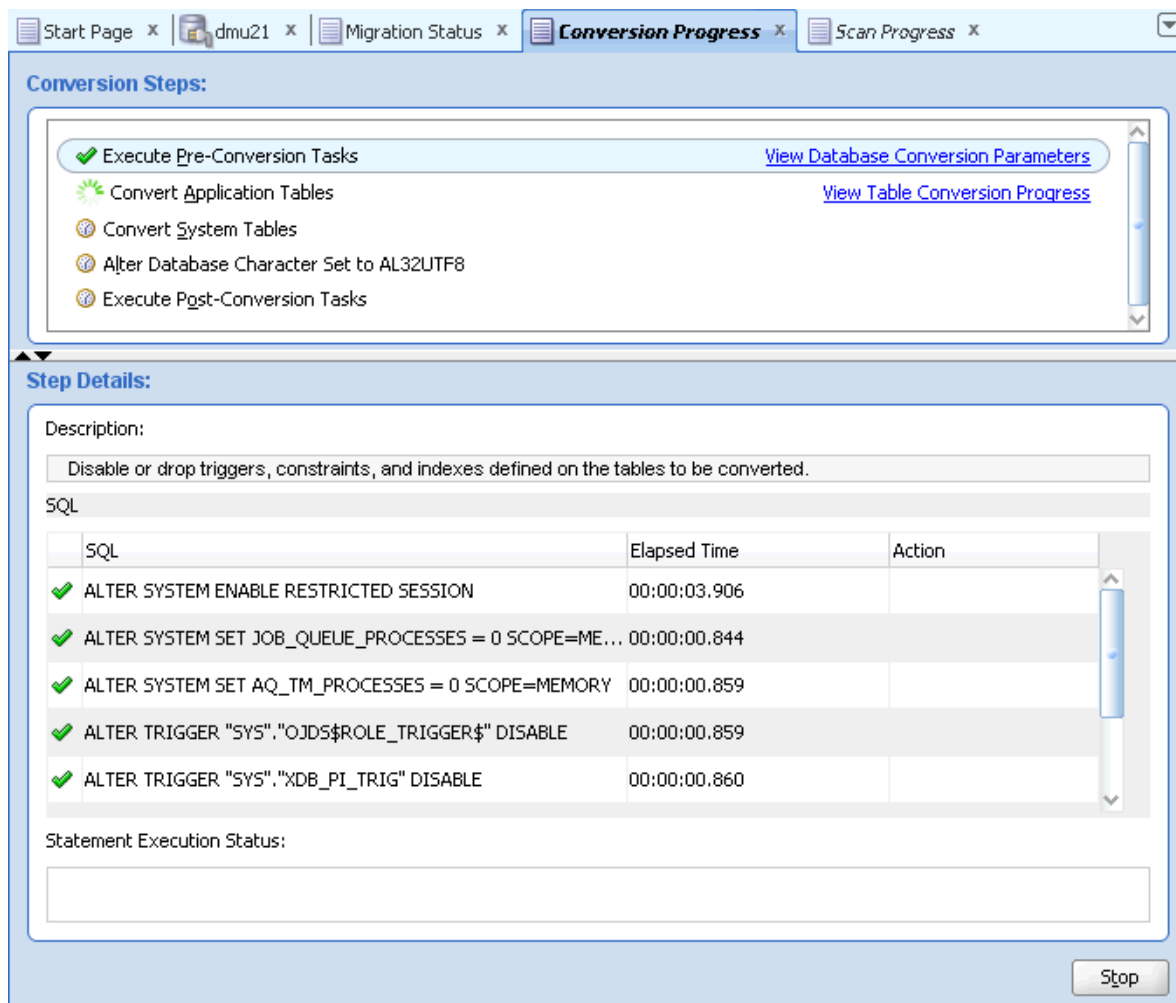 Start Page x dmu21 x Migration Status x Conversion Progress x Scan Progress x
Conversion Steps:
Execute Pre-Conversion Tasks View Database Conversion Parameters
Convert Application Tables View Table Conversion Progress
Convert System Tables
Alter Database Character Set to AL32UTF8
Execute Post-Conversion Tasks
Step Details:
Description:
Disable or drop triggers, constraints, and indexes defined on the tables to be converted.
SQL
SQL Elapsed Time Action
ALTER SYSTEM ENABLE RESTRICTED SESSION 00:00:03.906
ALTER SYSTEM SET JOB_QUEUE_PROCESSES = 0 SCOPE=ME... 00:00:00.844
ALTER SYSTEM SET AQ_TM_PROCESSES = 0 SCOPE=MEMORY 00:00:00.859
ALTER TRIGGER "SYS"."OJDS$ROLE_TRIGGER$" DISABLE 00:00:00.859
ALTER TRIGGER "SYS"."XDB_PI_TRIG" DISABLE 00:00:00.860
Statement Execution Status:
Stop